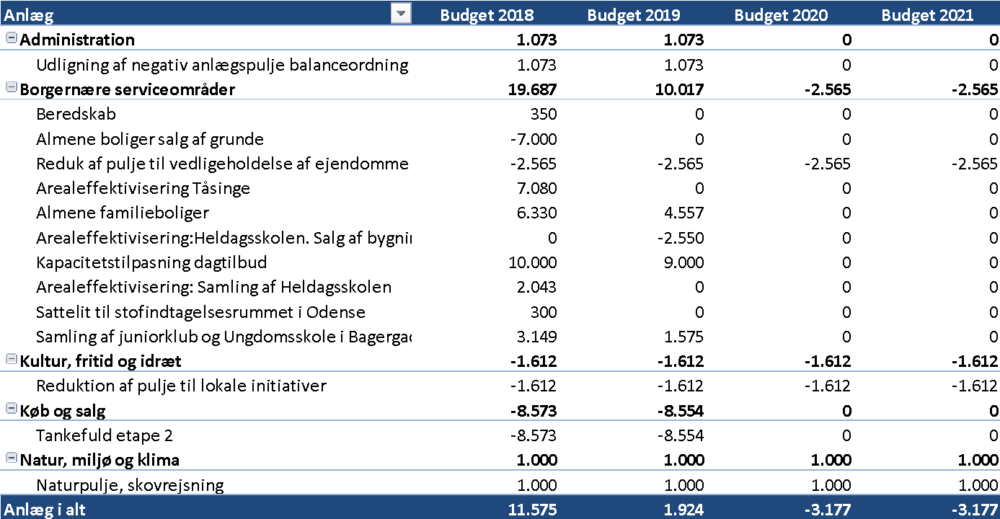 Anlæg Budget 2018 Budget 2019 Budget 2020 Budget 2021
Administration 1.073 1.073 0 0
Udligning af negativ anlægspulje balanceordning 1.073 1.073 0 0
Borgernære serviceområder 19.687 10.017 -2.565 -2.565
Beredskab 350 0 0 0
Almene boliger salg af grunde -7.000 0 0 0
Reduk af pulje til vedligeholdelse af ejendomme -2.565 -2.565 -2.565 -2.565
Arealeffektivisering Tåsinge 7.080 0 0 0
Almene familieboliger 6.330 4.557 0 0
Arealeffektivisering:Heldagsskolen. Salg af bygnin 0 -2.550 0 0
Kapacitetstilpasning dagtilbud 10.000 9.000 0 0
Arealeffektivisering: Samling af Heldagsskolen 2.043 0 0 0
Sattelit til stofindtagelsesrummet i Odense 300 0 0 0
Samling af juniorklub og Ungdomsskole i Bagergad 3.149 1.575 0 0
Kultur, fritid og idræt -1.612 -1.612 -1.612 -1.612
Reduktion af pulje til lokale initiativer -1.612 -1.612 -1.612 -1.612
Køb og salg -8.573 -8.554 0 0
Tankefuld etape 2 -8.573 -8.554 0 0
Natur, miljø og klima 1.000 1.000 1.000 1.000
Naturpulje, skovrejsning 1.000 1.000 1.000 1.000
Anlæg i alt 11.575 1.924 -3.177 -3.177